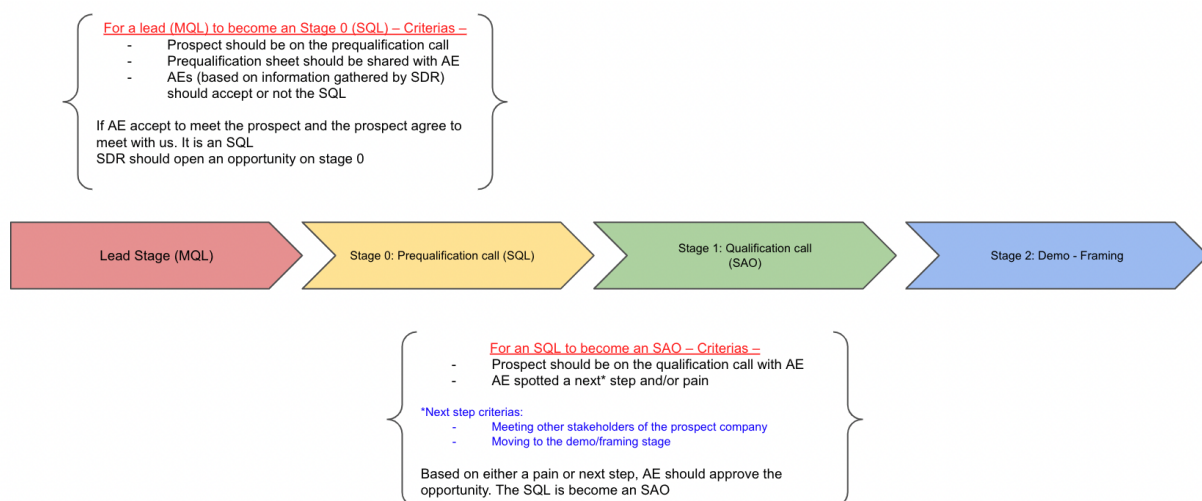 For a lead (MQL) to become an Stage 0 (SQL) – Criterias –
- Prospect should be on the prequalification call
- Prequalification sheet should be shared with AE
- AEs (based on information gathered by SDR)
should accept or not the SQL
If AE accept to meet the prospect and the prospect agree to
meet with us. It is an SQL
SDR should open an opportunity on stage 0
Lead Stage (MQL)
Stage 0: Prequalification call (SQL)
Stage 1: Qualification call
(SAO)
Stage 2: Demo - Framing
For an SQL to become an SAO – Criterias –
- Prospect should be on the qualification call with AE
- AE spotted a next* step and/or pain
*Next step criterias:
- Meeting other stakeholders of the prospect company
- Moving to the demo/framing stage
Based on either a pain or next step, AE should approve the
opportunity. The SQL is become an SAO